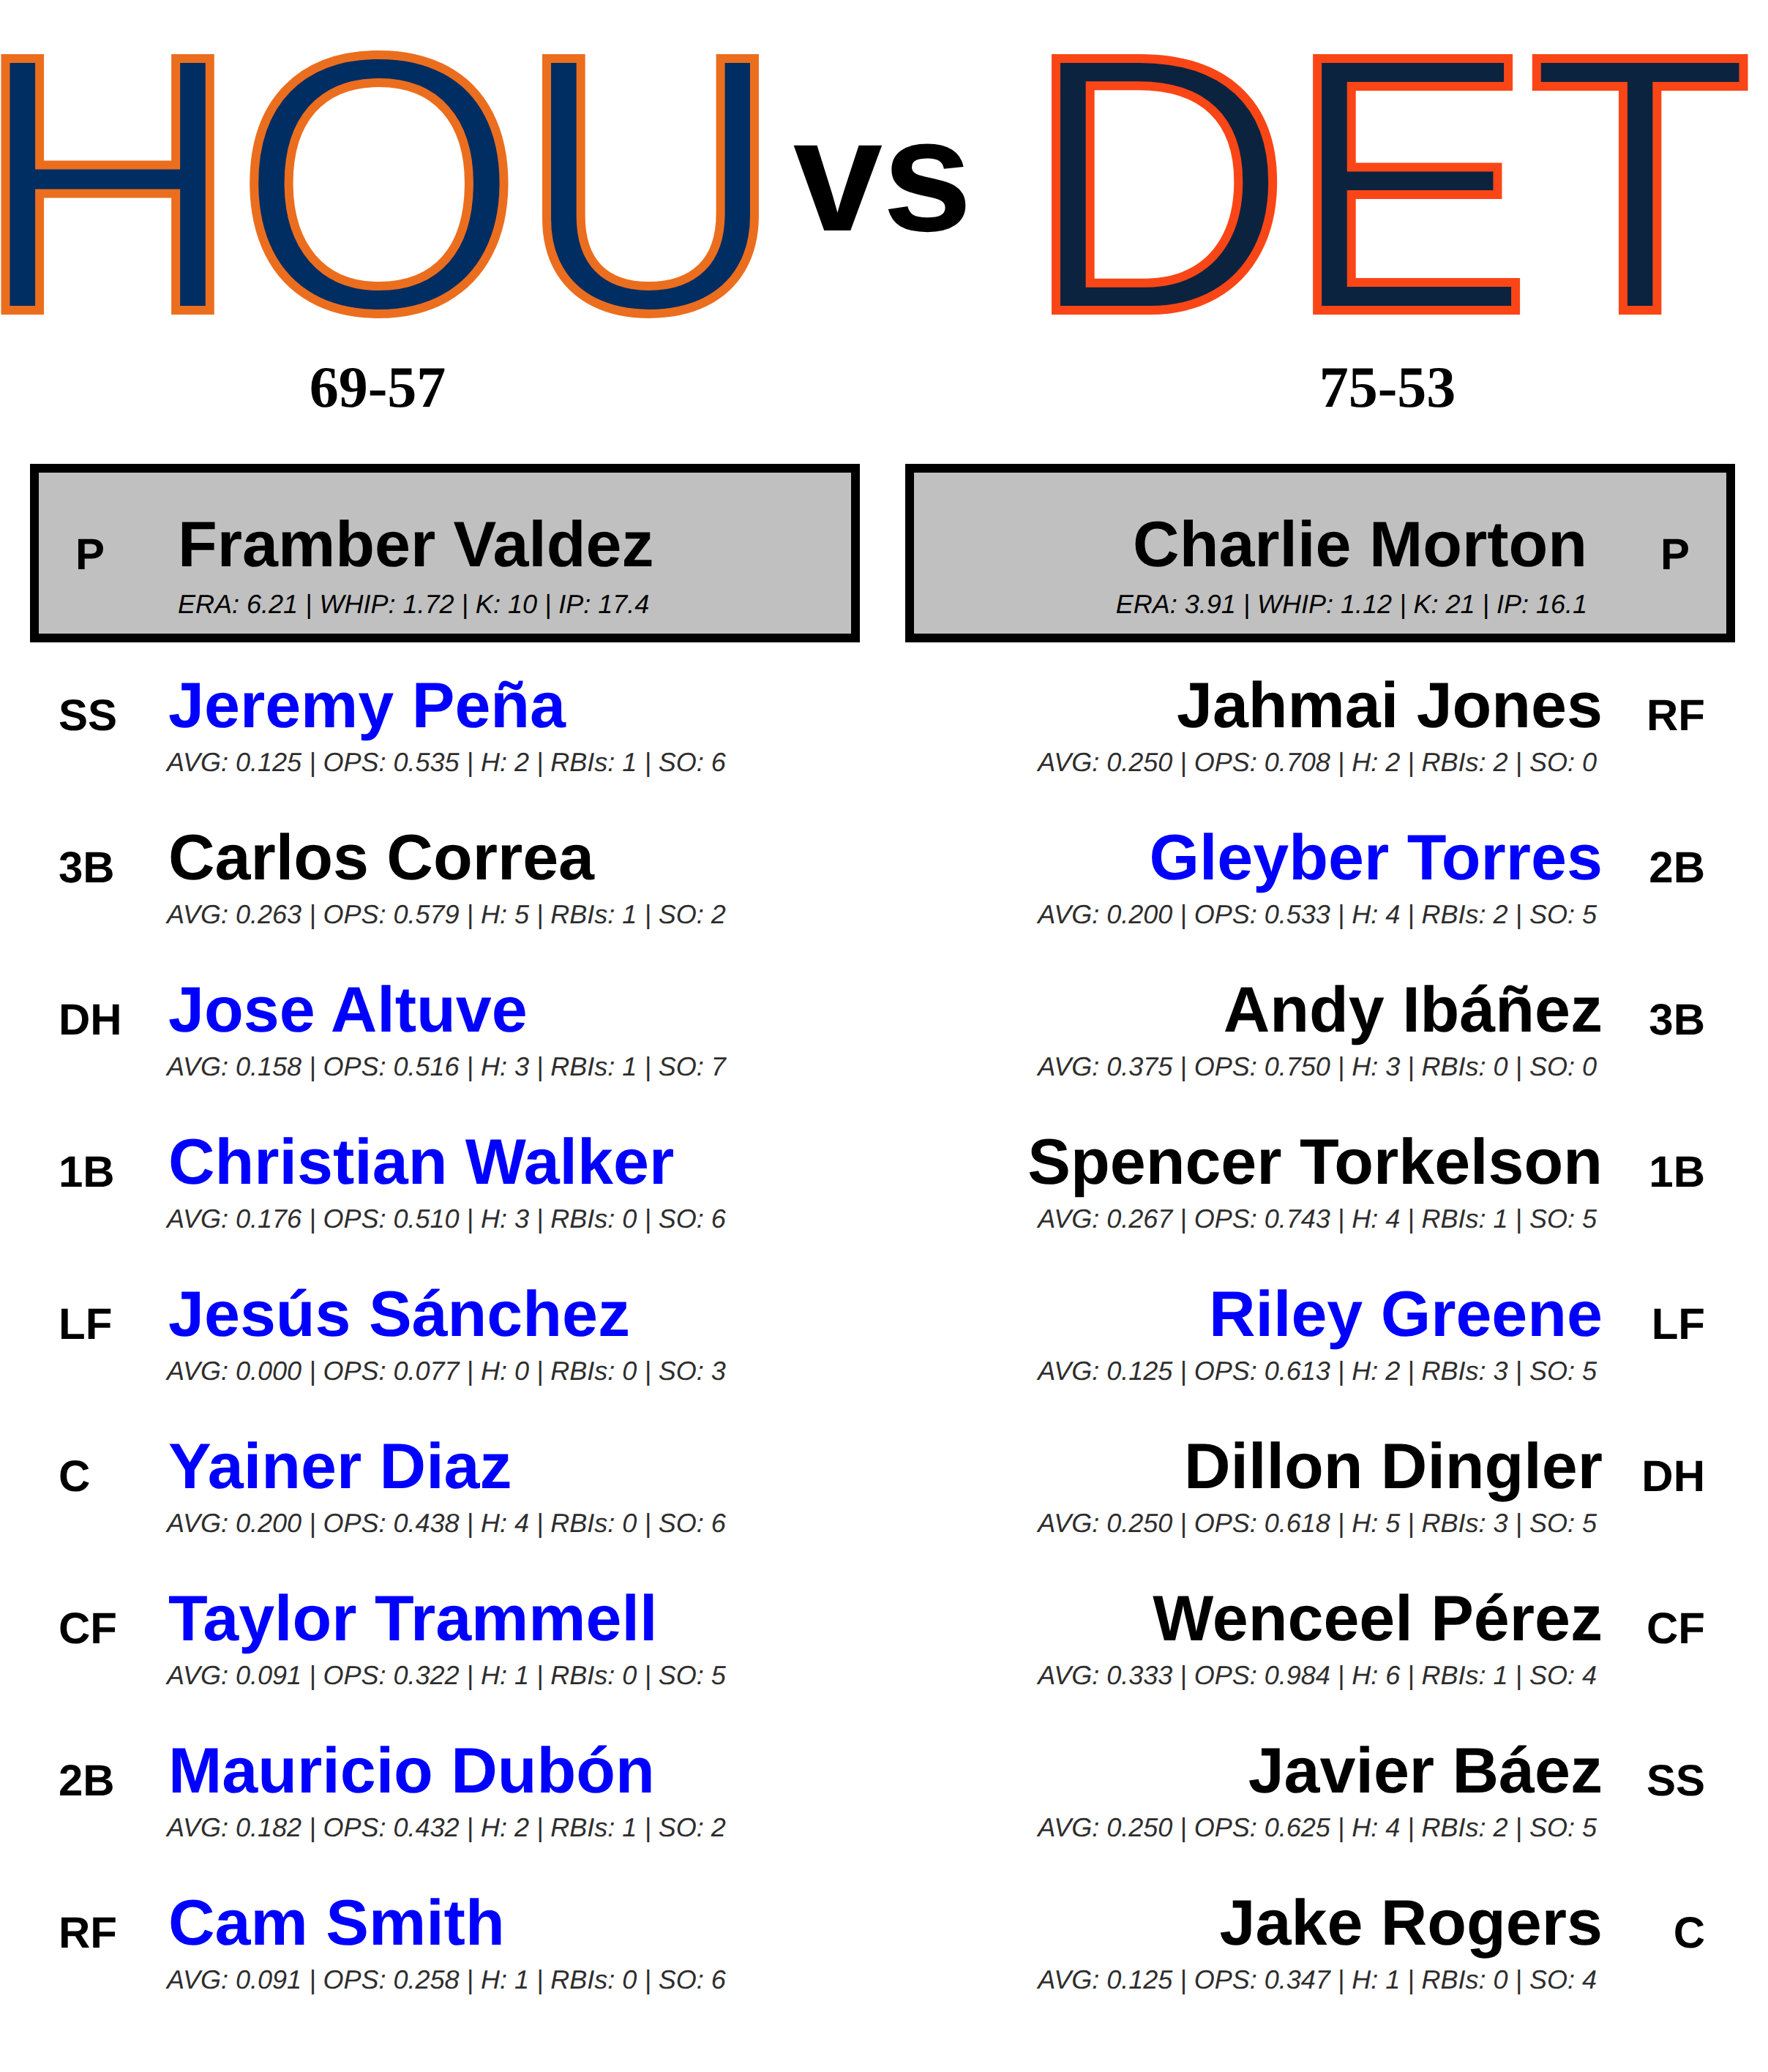 HOU vs DET
69-57 75-53
P Framber Valdez
ERA: 6.21 | WHIP: 1.72 | K: 10 | IP: 17.4
Charlie Morton P
ERA: 3.91 | WHIP: 1.12 | K: 21 | IP: 16.1
SS Jeremy Peña
AVG: 0.125 | OPS: 0.535 | H: 2 | RBIs: 1 | SO: 6
3B Carlos Correa
AVG: 0.263 | OPS: 0.579 | H: 5 | RBIs: 1 | SO: 2
DH Jose Altuve
AVG: 0.158 | OPS: 0.516 | H: 3 | RBIs: 1 | SO: 7
1B Christian Walker
AVG: 0.176 | OPS: 0.510 | H: 3 | RBIs: 0 | SO: 6
LF Jesús Sánchez
AVG: 0.000 | OPS: 0.077 | H: 0 | RBIs: 0 | SO: 3
C Yainer Diaz
AVG: 0.200 | OPS: 0.438 | H: 4 | RBIs: 0 | SO: 6
CF Taylor Trammell
AVG: 0.091 | OPS: 0.322 | H: 1 | RBIs: 0 | SO: 5
2B Mauricio Dubón
AVG: 0.182 | OPS: 0.432 | H: 2 | RBIs: 1 | SO: 2
RF Cam Smith
AVG: 0.091 | OPS: 0.258 | H: 1 | RBIs: 0 | SO: 6
Jahmai Jones RF
AVG: 0.250 | OPS: 0.708 | H: 2 | RBIs: 2 | SO: 0
Gleyber Torres 2B
AVG: 0.200 | OPS: 0.533 | H: 4 | RBIs: 2 | SO: 5
Andy Ibáñez 3B
AVG: 0.375 | OPS: 0.750 | H: 3 | RBIs: 0 | SO: 0
Spencer Torkelson 1B
AVG: 0.267 | OPS: 0.743 | H: 4 | RBIs: 1 | SO: 5
Riley Greene LF
AVG: 0.125 | OPS: 0.613 | H: 2 | RBIs: 3 | SO: 5
Dillon Dingler DH
AVG: 0.250 | OPS: 0.618 | H: 5 | RBIs: 3 | SO: 5
Wenceel Pérez CF
AVG: 0.333 | OPS: 0.984 | H: 6 | RBIs: 1 | SO: 4
Javier Báez SS
AVG: 0.250 | OPS: 0.625 | H: 4 | RBIs: 2 | SO: 5
Jake Rogers C
AVG: 0.125 | OPS: 0.347 | H: 1 | RBIs: 0 | SO: 4